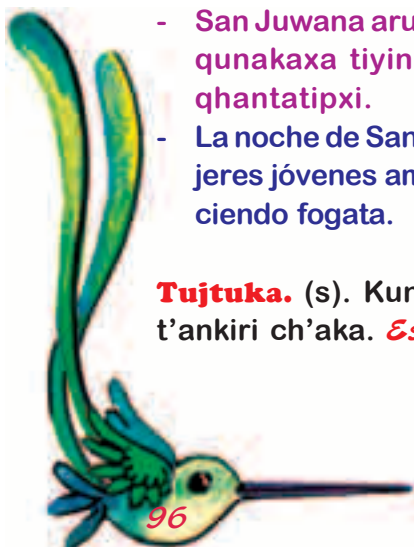 - San Juwana aru
qunakaxa tiyin
qhantatipxi.
- La noche de San
jeres jóvenes an
ciendo fogata.
Tujtuka. (s). Kun
t'ankiri ch'aka. Es
96